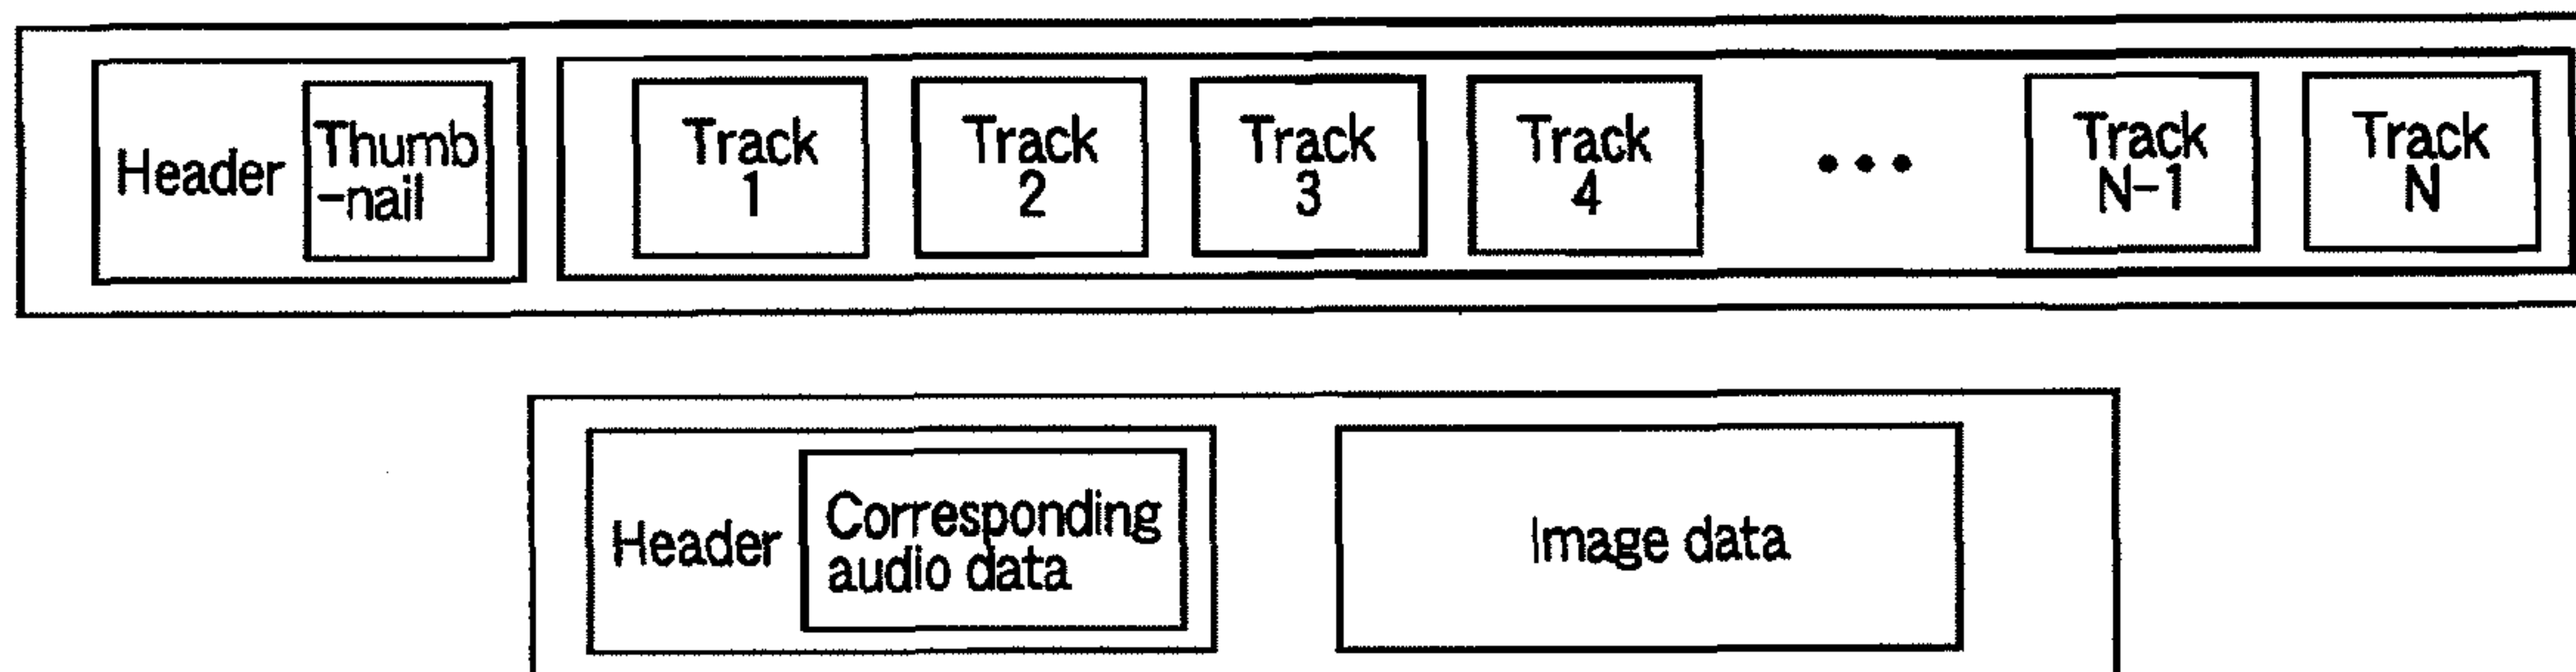 Header
Thumb
-nail
Track
1
Track
2
Track
3
Track
4
•••
Track
N-1
Track
N
Header
Corresponding
audio data
Image data